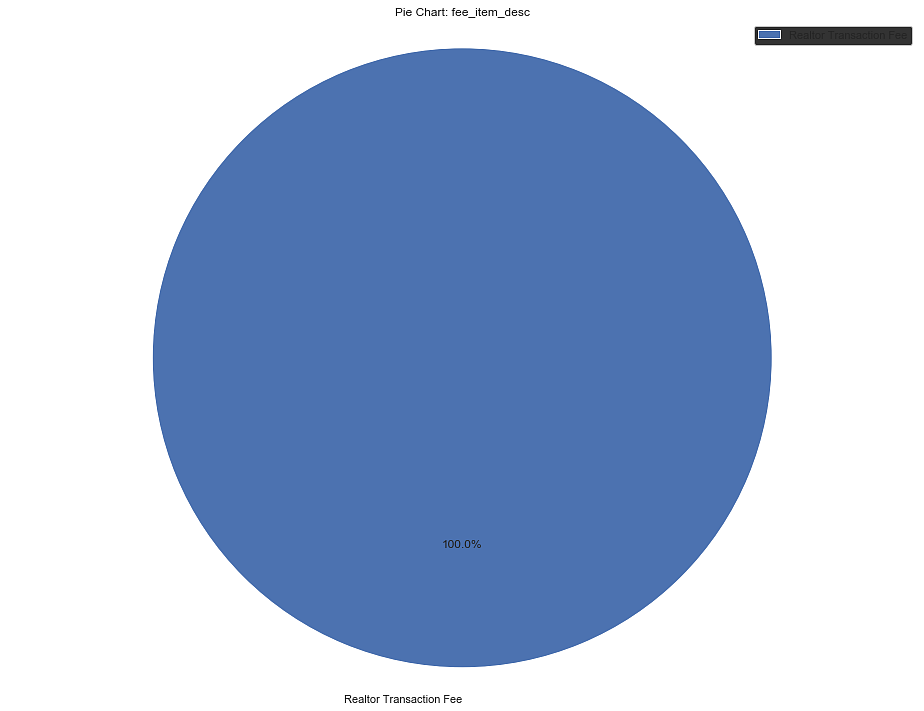 Pie Chart: fee_item_desc
Realtor Transaction Fee
100.0%
Realtor Transaction Fee